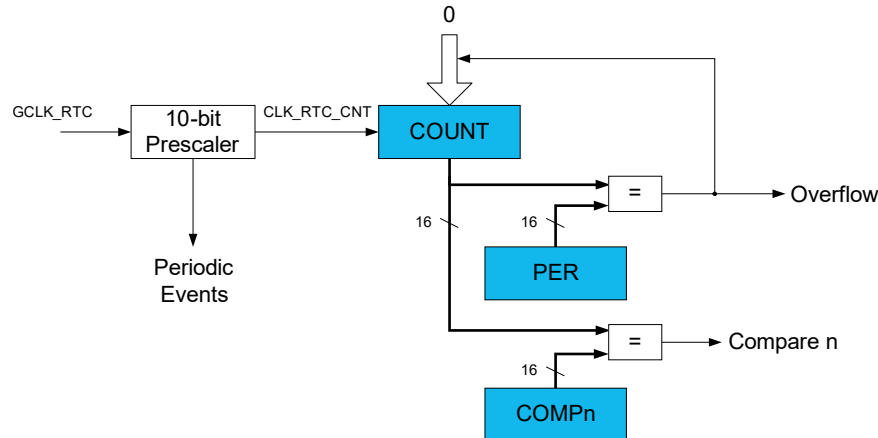 0
GCLK_RTC
10-bit
Prescaler
CLK_RTC_CNT
COUNT
=
Overflow
16
16
PER
Periodic
Events
=
Compare n
16
COMPn